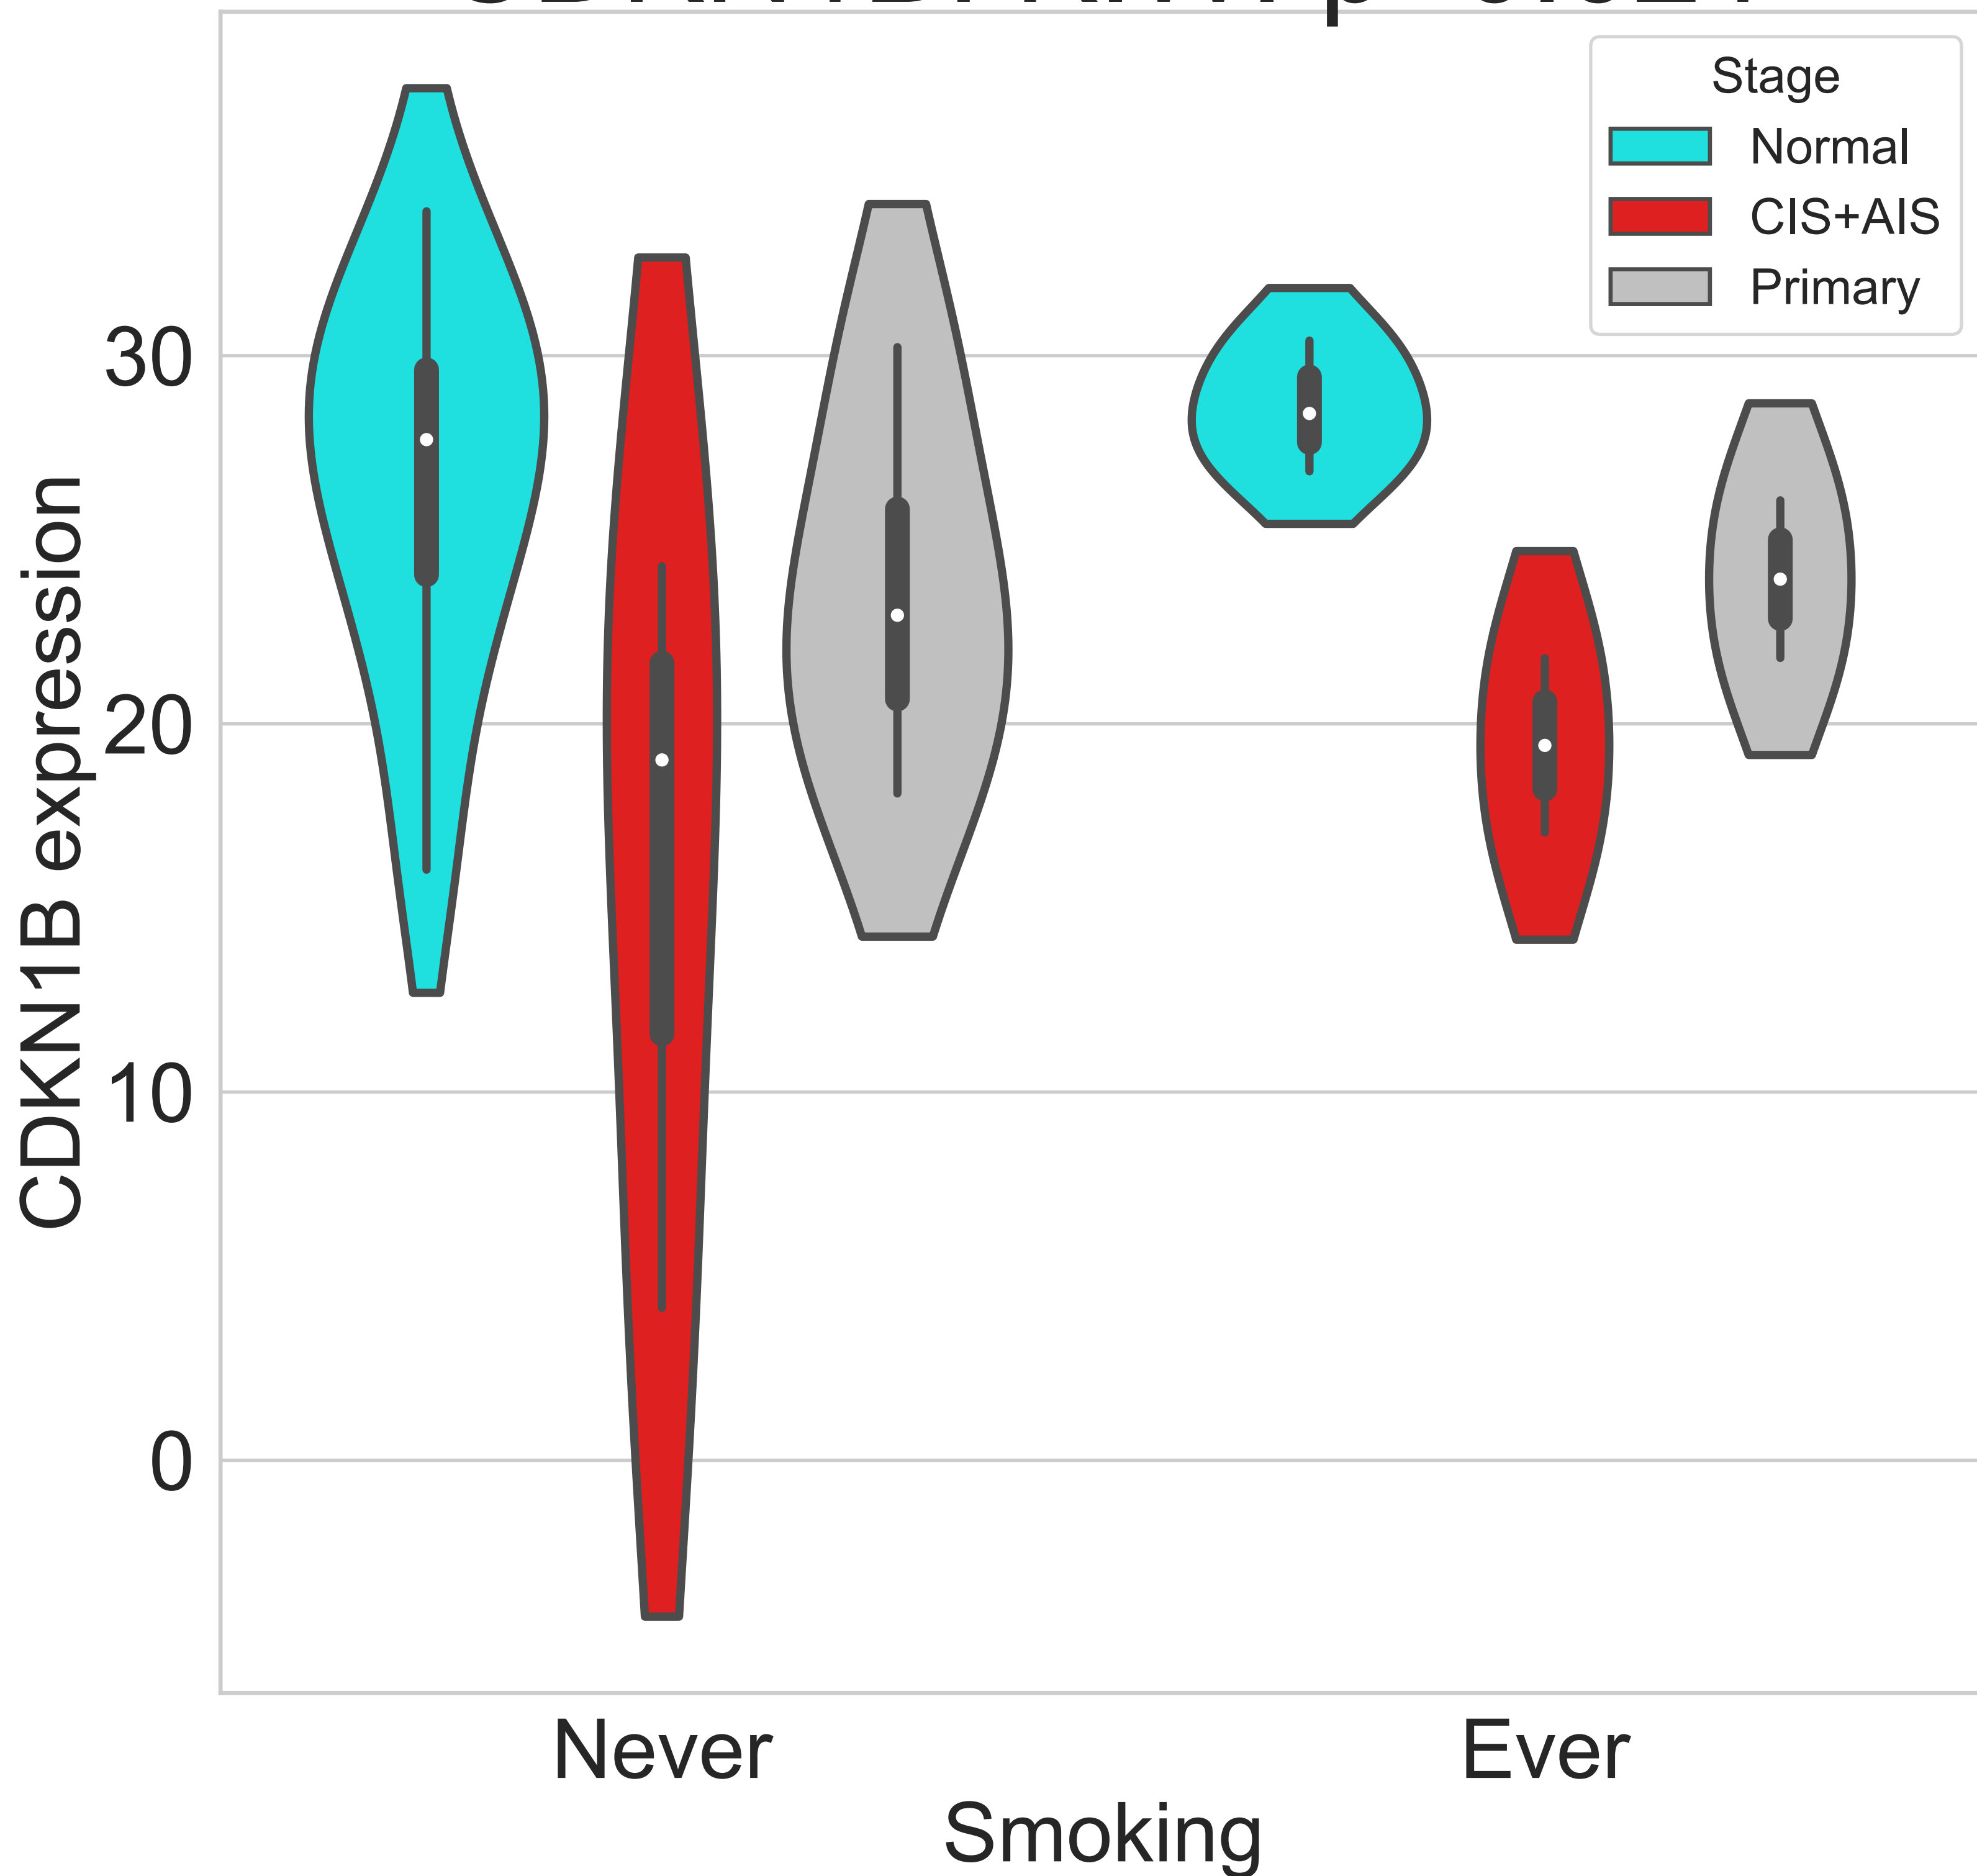 Stage
Normal
CIS+AIS
Primary
30
20
10
0
CDKN1B expression
Never
Ever
Smoking